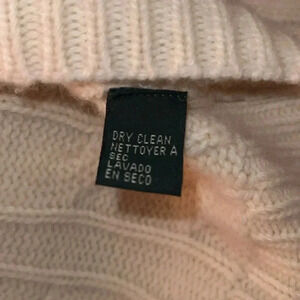 DRY CLEAN
NETTOYER A
SEC
LAVADO
EN SECO